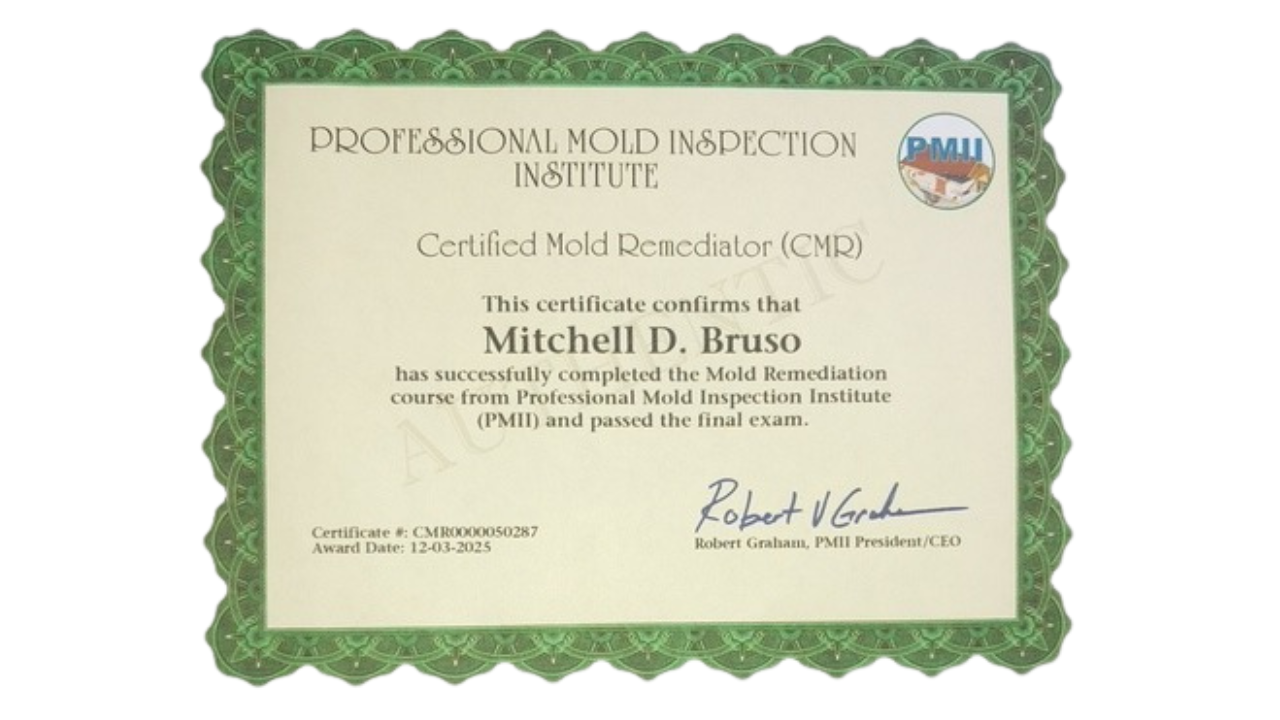 PROFESSIONAL MOLD INSPECTION
INSTITUTE
PMII
Certified Mold Remediator (CMR)
This certificate confirms that
Mitchell D. Bruso
has successfully completed the Mold Remediation
course from Professional Mold Inspection Institute
(PMII) and passed the final exam.
AUTHENTIC
Robert V Graham
Certificate #: CMR0000050287
Award Date: 12-03-2025
Robert Graham, PMII President/CEO